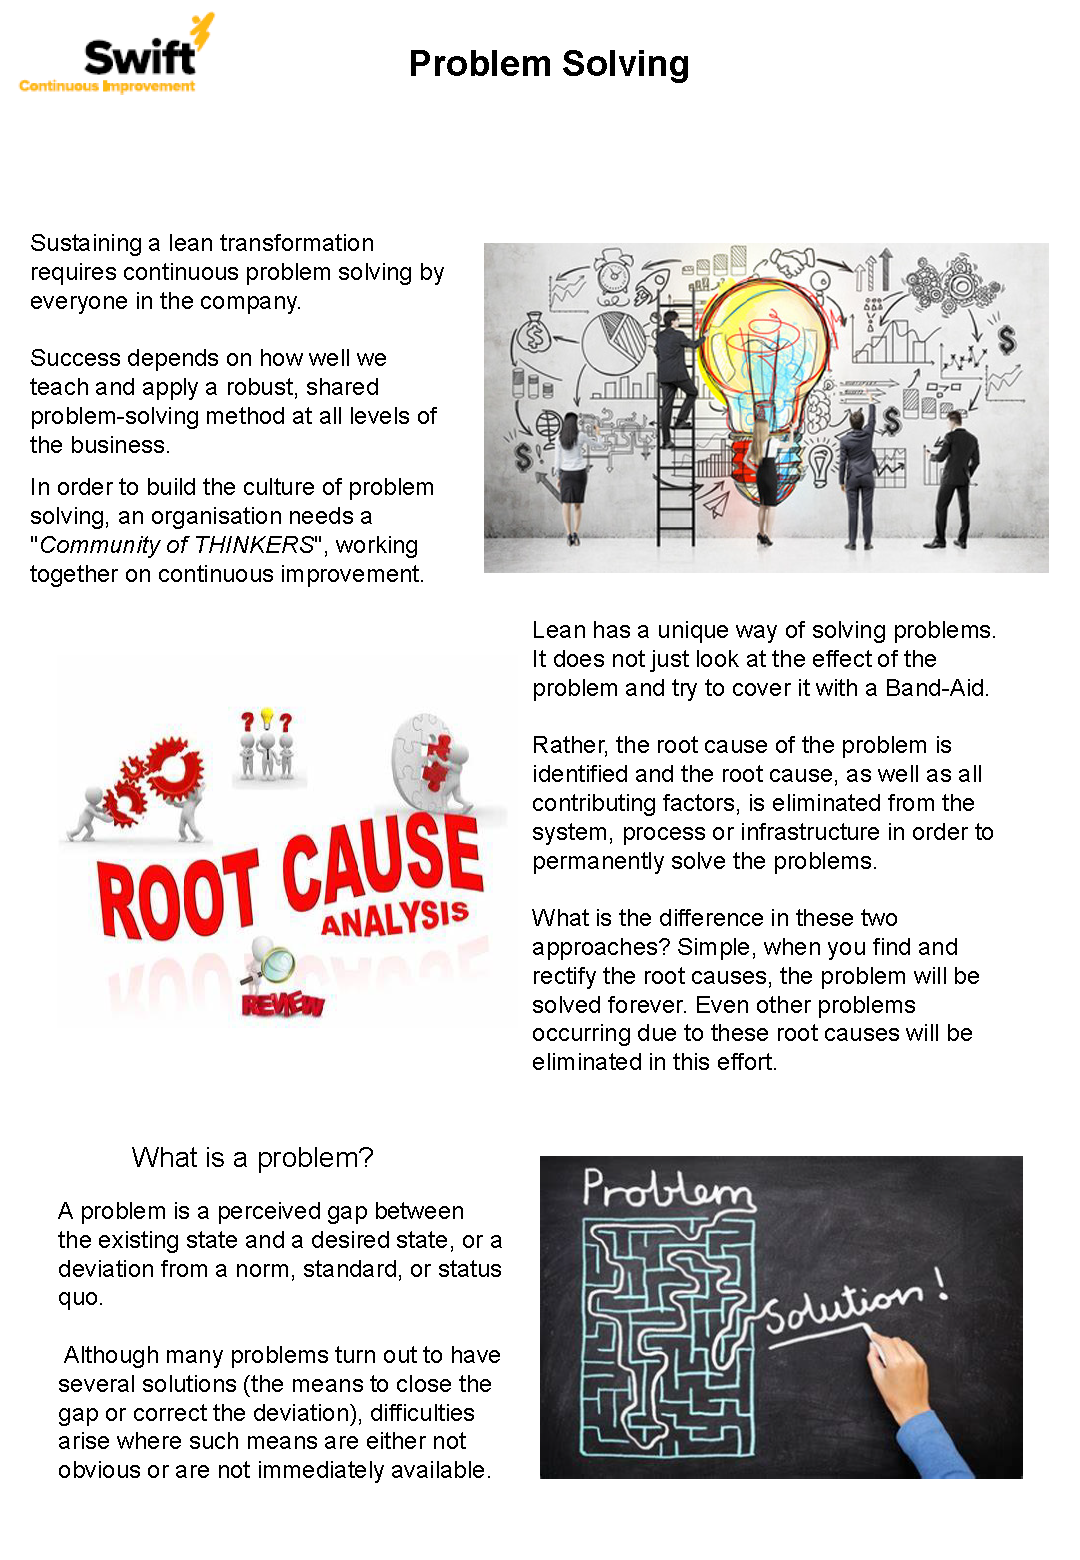 Swift
Continuous Improvement
Problem Solving
Sustaining a lean transformation
requires continuous problem solving by
everyone in the company.
Success depends on how well we
teach and apply a robust, shared
problem-solving method at all levels of
the business.
In order to build the culture of problem
solving, an organisation needs a
"Community of THINKERS", working
together on continuous improvement.
Lean has a unique way of solving problems.
It does not just look at the effect of the
problem and try to cover it with a Band-Aid.
Rather, the root cause of the problem is
identified and the root cause, as well as all
contributing factors, is eliminated from the
system, process or infrastructure in order to
permanently solve the problems.
What is the difference in these two
approaches? Simple, when you find and
rectify the root causes, the problem will be
solved forever. Even other problems
occurring due to these root causes will be
eliminated in this effort.
ROOT CAUSE
ANALYSIS
REVIEW
What is a problem?
A problem is a perceived gap between
the existing state and a desired state, or a
deviation from a norm, standard, or status
quo.
Although many problems turn out to have
several solutions (the means to close the
gap or correct the deviation), difficulties
arise where such means are either not
obvious or are not immediately available.
Problem
Solution!